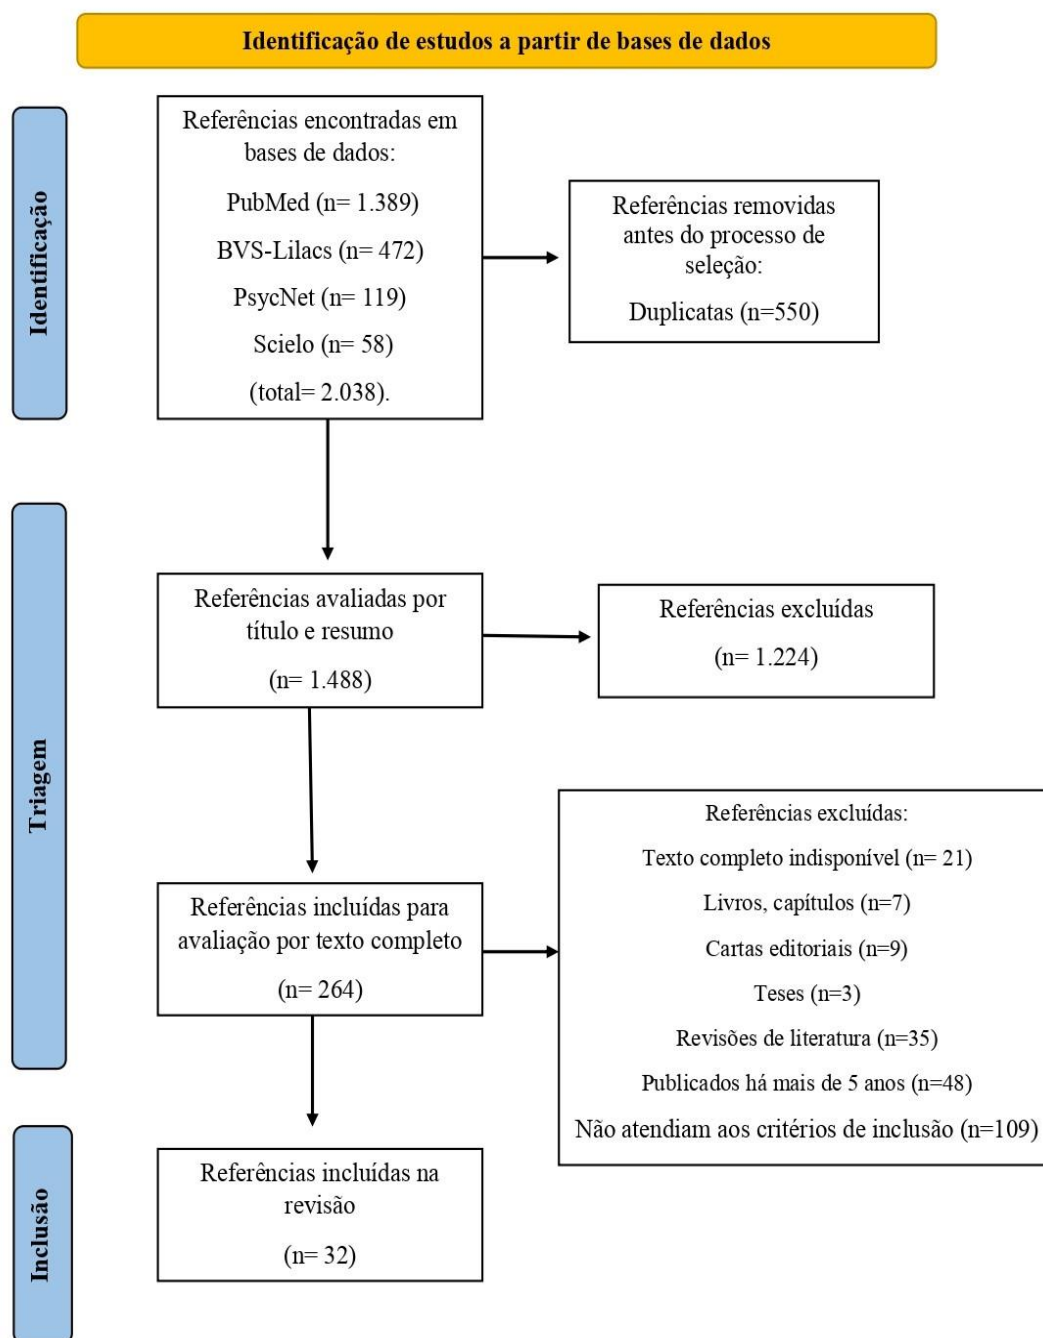 Identificação de estudos a partir de bases de dados
Identificação
Referências encontradas em
bases de dados:
PubMed (n= 1.389)
BVS-Lilacs (n= 472)
PsycNet (n= 119)
Scielo (n= 58)
(total= 2.038).
Referências removidas
antes do processo de
seleção:
Duplicatas (n=550)
Triagem
Referências avaliadas por
título e resumo
(n= 1.488)
Referências excluídas
(n= 1.224)
Referências incluídas para
avaliação por texto completo
(n= 264)
Referências excluídas:
Texto completo indisponível (n= 21)
Livros, capítulos (n=7)
Cartas editoriais (n=9)
Teses (n=3)
Revisões de literatura (n=35)
Publicados há mais de 5 anos (n=48)
Não atendiam aos critérios de inclusão (n=109)
Inclusão
Referências incluídas na
revisão
(n= 32)